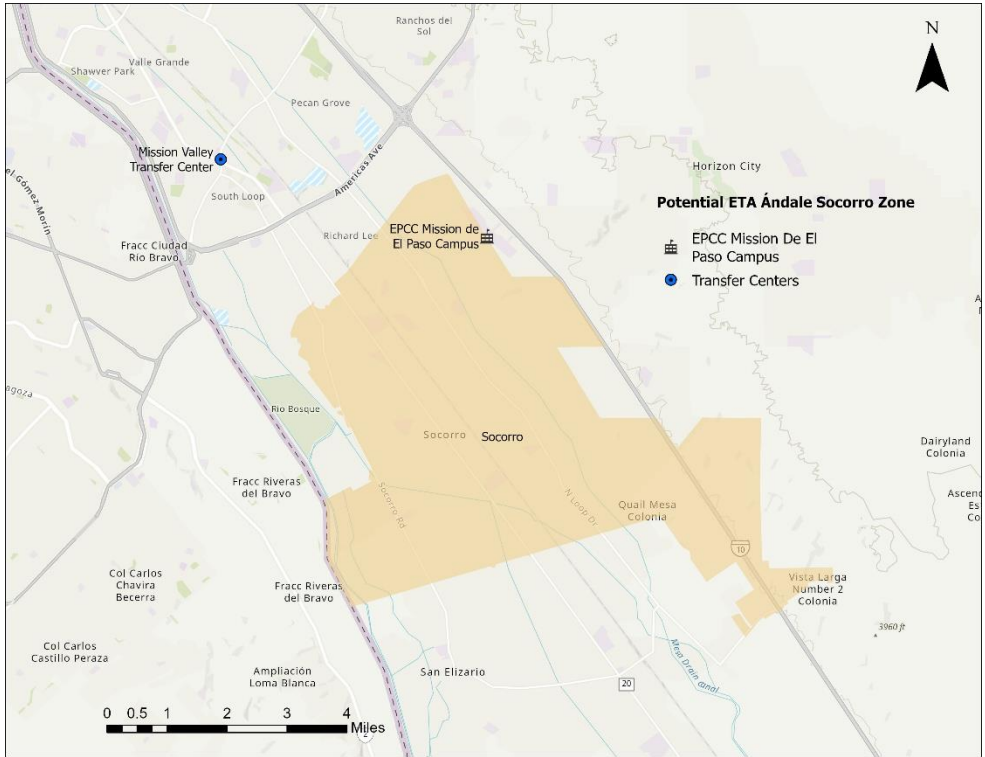 Ranchos del
Sol
N
Valle Grande
Shawver Park
Pecan Grove
Mission Valley
Transfer Center
Americas Ave
Horizon City
el Gómez-Morín
South Loop
Potential ETA Ándale Socorro Zone
Richard Lee
EPCC Mission de
El Paso Campus
EPCC Mission De El
Paso Campus
Fracc Ciudad
Rio Bravo
Transfer Centers
Rio Bosque
Socorro
Socorro
Dairyland
Colonia
Fracc Riveras
del Bravo
Socorro Rd
N Loop Dr
Quail Mesa
Colonia
10
Col Carlos
Chavira
Becerra
Fracc Riveras
del Bravo
Vista Larga
Number 2
Colonia
3960 ft
Col Carlos
Castillo Peraza
Ampliación
Loma Blanca
San Elizario
Mesa Drain canal
20
0 0.5 1 2 3 4
Miles
2